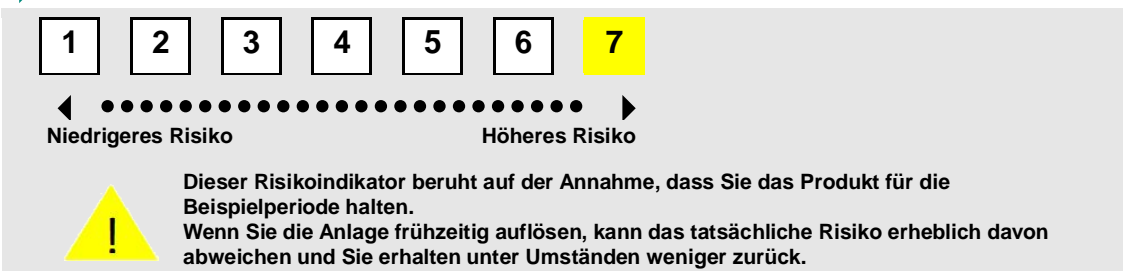 1 2 3 4 5 6 7
Niedrigeres Risiko Höheres Risiko
Dieser Risikoindikator beruht auf der Annahme, dass Sie das Produkt für die
Beispielperiode halten.
Wenn Sie die Anlage frühzeitig auflösen, kann das tatsächliche Risiko erheblich davon
abweichen und Sie erhalten unter Umständen weniger zurück.
!